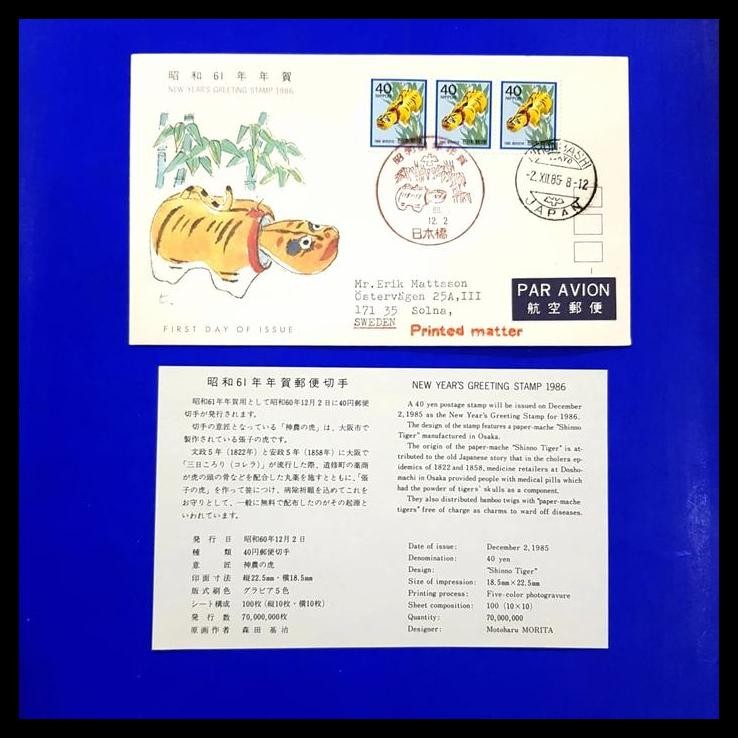 昭和61年年賀
NEW YEAR'S GREETING STAMP 1986
40
NIPPON
日本郵便
40
NIPPON
日本郵便
40
NIPPON
日本郵便
昭和61年年賀
12.2
日本橋
-2.XII.85-8-12
JAPAN
Mr.Erik Mattsson
Östervägen 25A,III
171 35 Solna,
SWEDEN
Printed matter
PAR AVION
航空郵便
FIRST DAY OF ISSUE
昭和61年年賀郵便切手
昭和61年年賀用として昭和60年12月2日に40円郵便
切手が発行されます。
切手の意匠となっている「神農の虎」は、大阪市で
製作されている張子の虎です。
文政5年(1822年)と安政5年(1858年)に大阪で
「三日ころり(コレラ)」が流行した際、道修町の薬商
が虎の頭の骨などを配合した丸薬を施すとともに、「張
子の虎」を作って笹につけ、病除祈願を込めてこれを
お守りとして、一般に無料で配布したのがその起源と
いわれています。
発行日 昭和60年12月2日
種類 40円郵便切手
意匠 神農の虎
印面寸法 縦22.5mm・横18.5mm
版式刷色 グラビア5色
シート構成 100枚(縦10枚・横10枚)
発行数 70,000,000枚
原画作者 森田基治
NEW YEAR'S GREETING STAMP 1986
A 40 yen postage stamp will be issued on December
2,1985 as the New Year's Greeting Stamp for 1986.
The design of the stamp features a paper-mache "Shinno
Tiger" manufactured in Osaka.
The origin of the paper-mache "Shinno Tiger" is at-
tributed to the old Japanese story that in the cholera ep-
idemics of 1822 and 1858, medicine retailers at Dosho-
machi in Osaka provided people with medical pills which
had the powder of tigers' skulls as a component.
They also distributed bamboo twigs with "paper-mache
tigers" free of charge as charms to ward off diseases.
Date of issue: December 2,1985
Denomination: 40 yen
Design: "Shinno Tiger"
Size of impression: 18.5mm×22.5mm
Printing process: Five-color photogravure
Sheet composition: 100 (10×10)
Quantity: 70,000,000
Designer: Motoharu MORITA